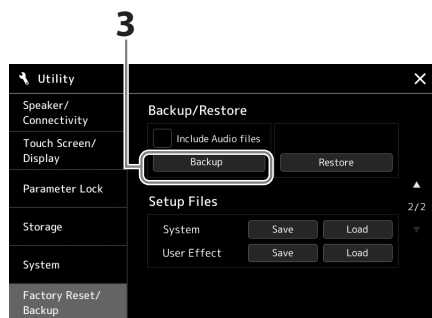 3
Utility
Speaker/
Connectivity
Touch Screen/
Display
Parameter Lock
Storage
System
Factory Reset/
Backup
Backup/Restore
Include Audio files
Backup
Restore
Setup Files
System
Save
Load
User Effect
Save
Load
2/2